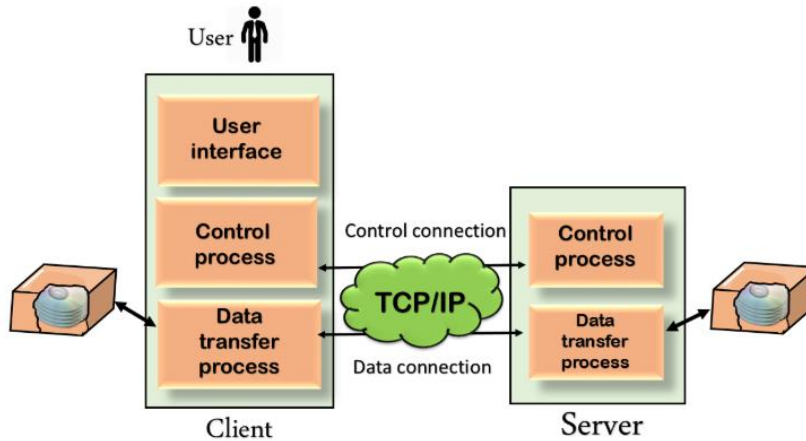 User
User
interface
Control
process
Data
transfer
process
Client
Control connection
TCP/IP
Data connection
Control
process
Data
transfer
process
Server